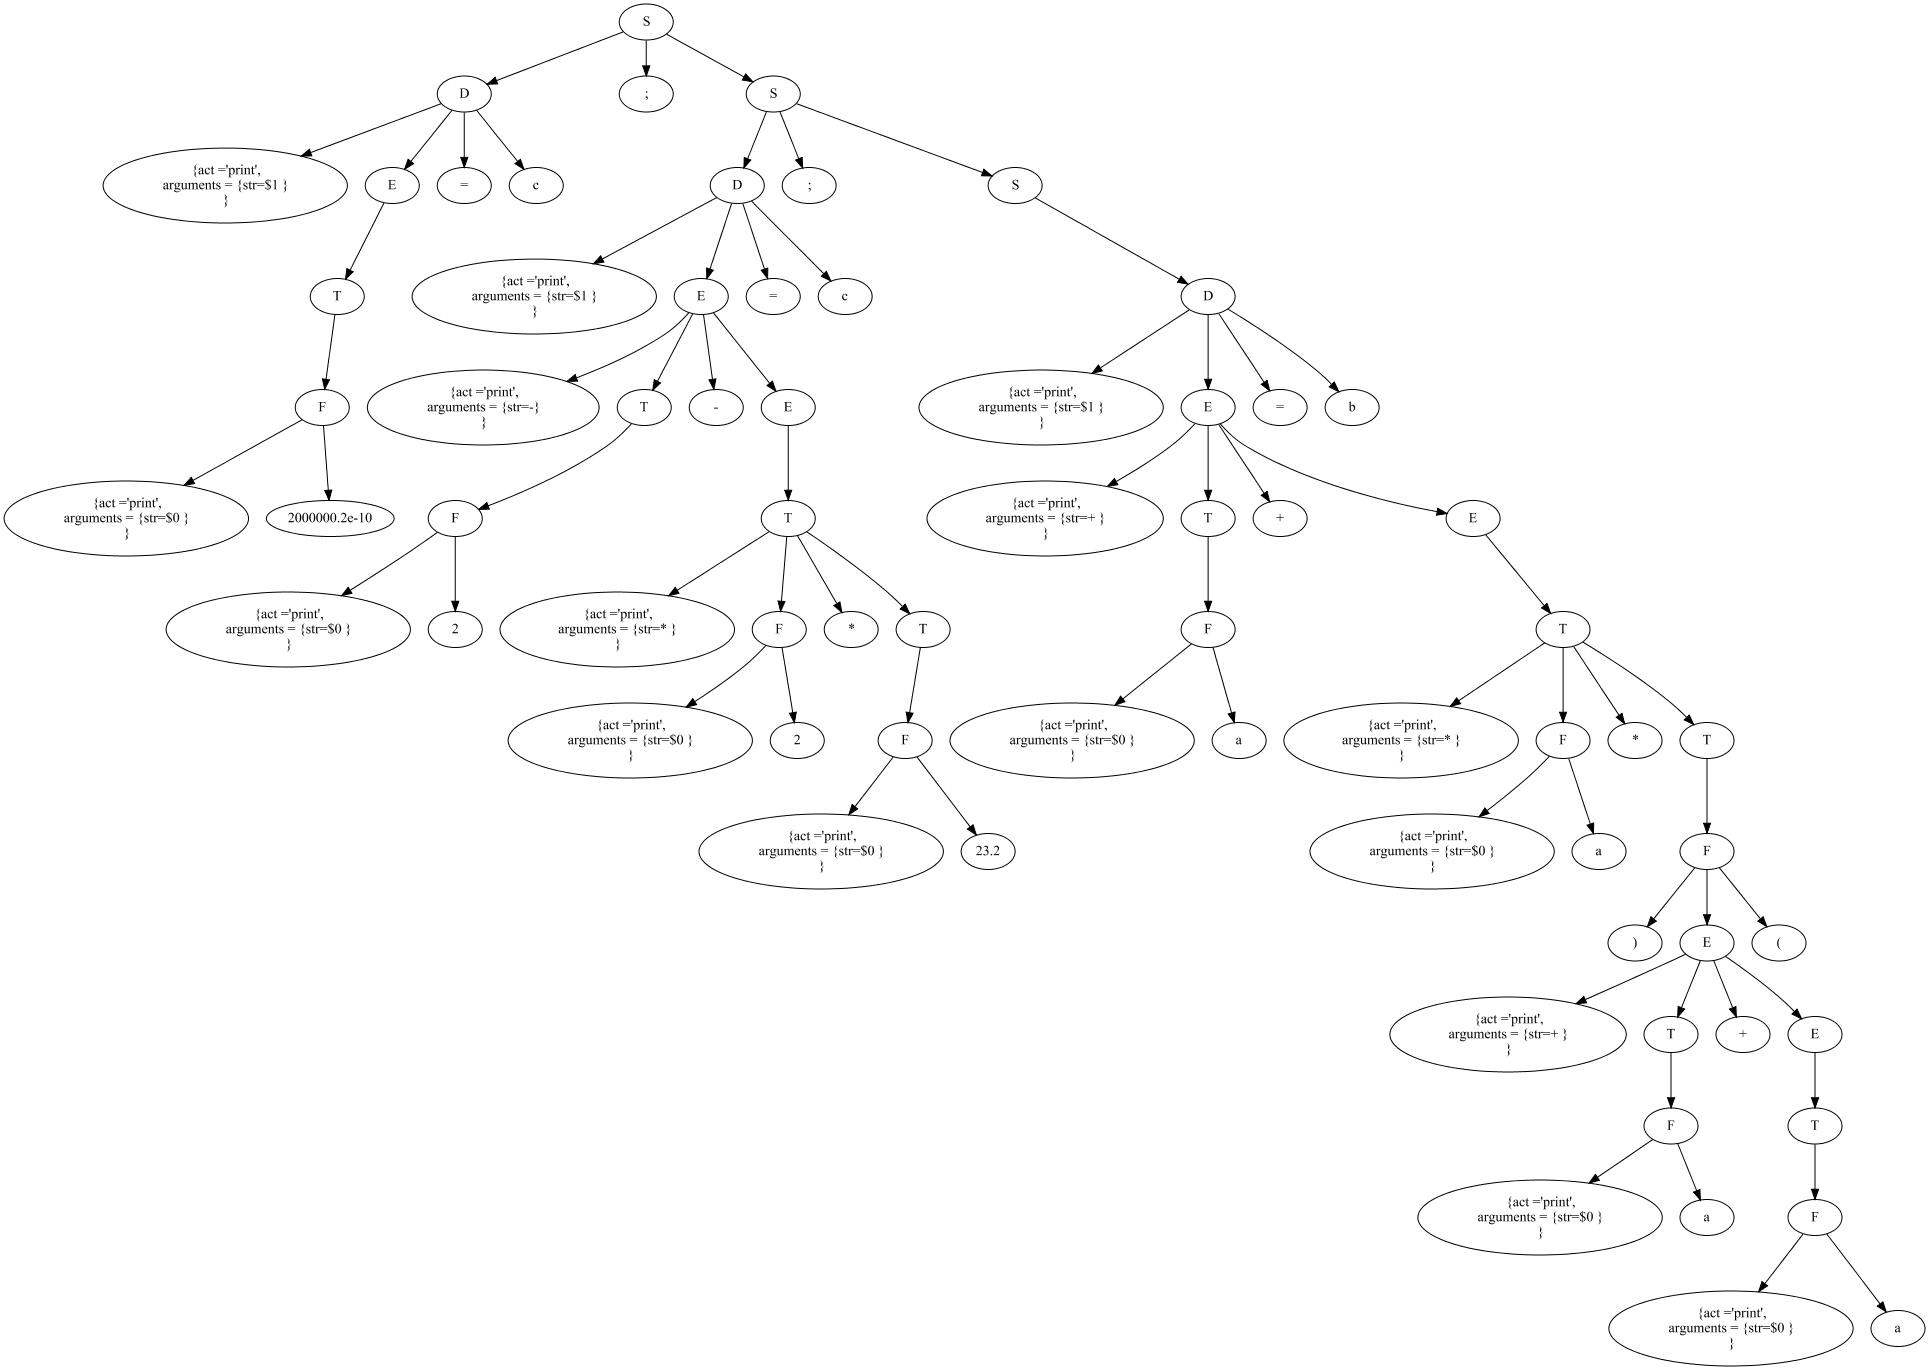 S
D
;
S
{act ='print',
arguments = {str=$1 }
}
E
=
c
D
;
S
T
{act ='print',
arguments = {str=$1 }
}
E
=
c
D
F
{act ='print',
arguments = {str=-}
}
T
-
E
{act ='print',
arguments = {str=$1 }
}
E
=
b
{act ='print',
arguments = {str=$0 }
}
2000000.2e-10
F
T
{act ='print',
arguments = {str=+ }
}
T
+
E
{act ='print',
arguments = {str=$0 }
}
2
{act ='print',
arguments = {str=* }
}
F
*
T
F
T
{act ='print',
arguments = {str=$0 }
}
2
F
{act ='print',
arguments = {str=$0 }
}
a
{act ='print',
arguments = {str=* }
}
F
*
T
{act ='print',
arguments = {str=$0 }
}
23.2
{act ='print',
arguments = {str=$0 }
}
a
F
)
E
(
{act ='print',
arguments = {str=+ }
}
T
+
E
F
T
{act ='print',
arguments = {str=$0 }
}
a
F
{act ='print',
arguments = {str=$0 }
}
a